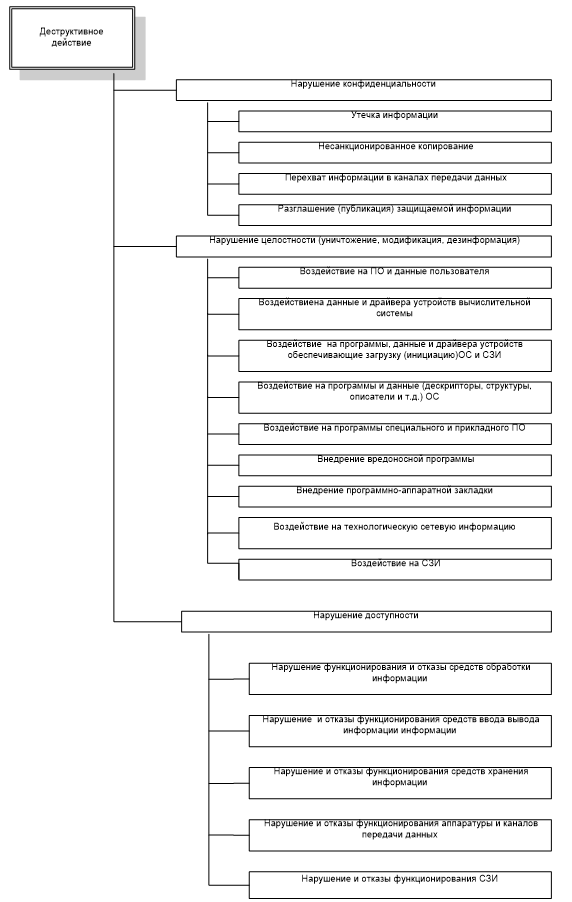 Деструктивное
действие
Нарушение конфиденциальности
Утечка информации
Несанкционированное копирование
Перехват информации в каналах передачи данных
Разглашение (публикация) защищаемой информации
Нарушение целостности (уничтожение, модификация, дезинформация)
Воздействие на ПО и данные пользователя
Воздействиена данные и драйвера устройств вычислительной
системы
Воздействие на программы, данные и драйвера устройств
обеспечивающие загрузку (инициацию)ОС и СЗИ
Воздействие на программы и данные (дескрипторы, структуры,
описатели и т.д.) ОС
Воздействие на программы специального и прикладного ПО
Внедрение вредоносной программы
Внедрение программно-аппаратной закладки
Воздействие на технологическую сетевую информацию
Воздействие на СЗИ
Нарушение доступности
Нарушение функционирования и отказы средств обработки
информации
Нарушение и отказы функционирования средств ввода вывода
информации информации
Нарушение и отказы функционирования средств хранения
информации
Нарушение и отказы функционирования аппаратуры и каналов
передачи данных
Нарушение и отказы функционирования СЗИ